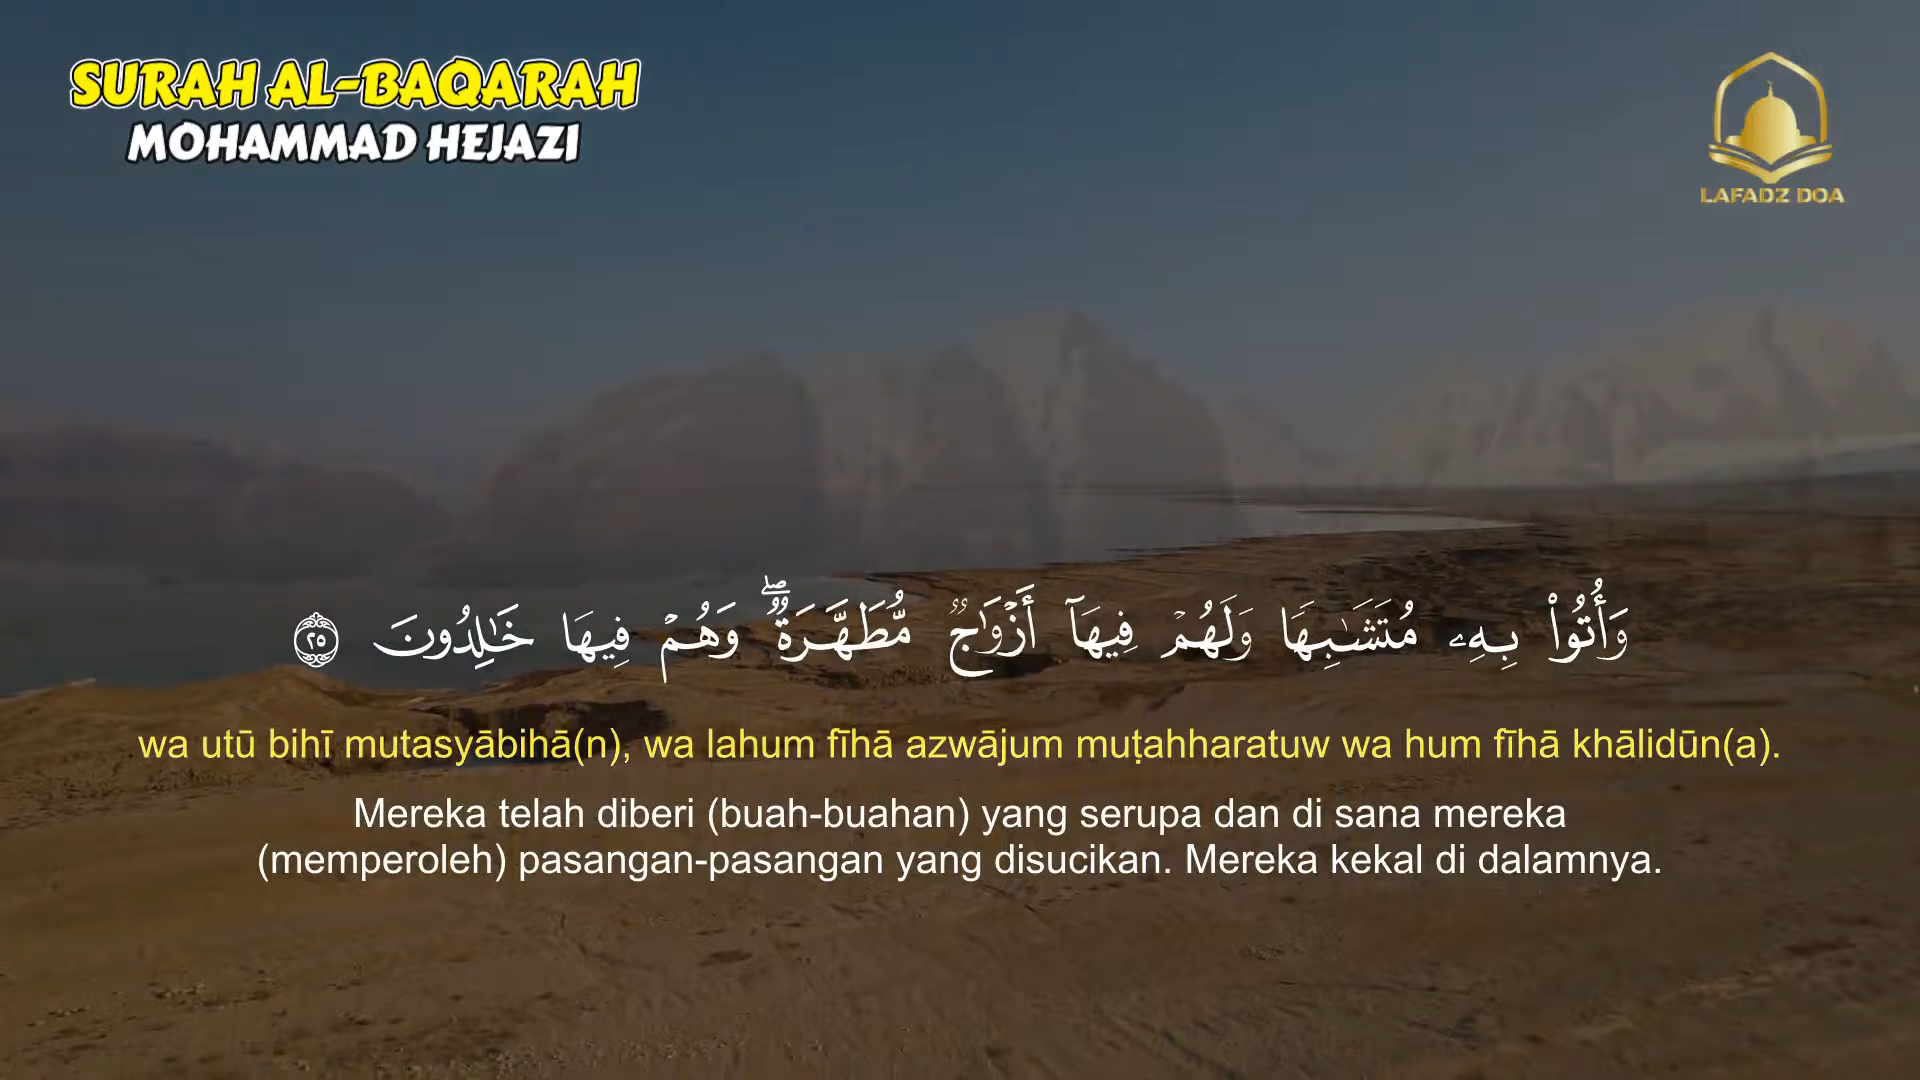 SURAH AL-BAQARAH
MOHAMMAD HEJAZI
LAFADZ DOA
وَأُتُوا۟ بِهِۦ مُتَشَـٰبِهًا وَلَهُمْ فِيهَآ أَزْوَٰجٌ مُّطَهَّرَةٌ ۖ وَهُمْ فِيهَا خَـٰلِدُونَ ٢٥
wa utū bihī mutasyābihā(n), wa lahum fīhā azwājum muṭahharatuw wa hum fīhā khālidūn(a).
Mereka telah diberi (buah-buahan) yang serupa dan di sana mereka
(memperoleh) pasangan-pasangan yang disucikan. Mereka kekal di dalamnya.